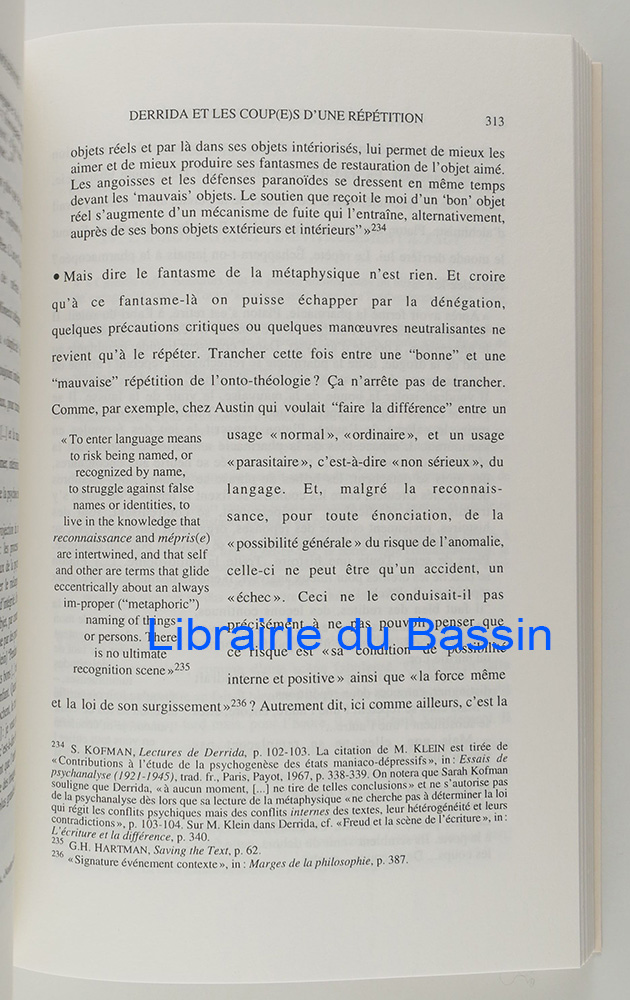 DERRIDA ET LES COUP(E)S D'UNE RÉPÉTITION
313
objets réels et par là dans ses objets intériorisés, lui permet de mieux les
aimer et de mieux produire ses fantasmes de restauration de l'objet aimé.
Les angoisses et les défenses paranoïdes se dressent en même temps
devant les 'mauvais' objets. Le soutien que reçoit le moi d'un 'bon' objet
réel s'augmente d'un mécanisme de fuite qui l'entraîne, alternativement,
auprès de ses bons objets extérieurs et intérieurs” »234
• Mais dire le fantasme de la métaphysique n'est rien. Et croire
qu'à ce fantasme-là on puisse échapper par la dénégation,
quelques précautions critiques ou quelques manœuvres neutralisantes ne
revient qu'à le répéter. Trancher cette fois entre une “bonne” et une
“mauvaise” répétition de l'onto-théologie? Ça n'arrête pas de trancher.
Comme, par exemple, chez Austin qui voulait “faire la différence” entre un
« To enter language means
to risk being named, or
recognized by name,
to struggle against false
names or identities, to
live in the knowledge that
reconnaissance and mépris(e)
are intertwined, and that self
and other are terms that glide
eccentrically about an always
im-proper (“metaphoric”)
naming of things
or persons. There
is no ultimate
recognition scene »235
usage « normal », « ordinaire », et un usage
« parasitaire », c'est-à-dire « non sérieux », du
langage. Et, malgré la reconnais-
sance, pour toute énonciation, de la
« possibilité générale » du risque de l'anomalie,
celle-ci ne peut être qu'un accident, un
« échec ». Ceci ne le conduisait-il pas
précisément à ne pas pouvoir penser que
ce risque est « sa condition de possibilité
interne et positive » ainsi que « la force même
et la loi de son surgissement »236? Autrement dit, ici comme ailleurs, c'est la
Librairie du Bassin
234 S. KOFMAN, Lectures de Derrida, p. 102-103. La citation de M. KLEIN est tirée de
« Contributions à l'étude de la psychogenèse des états maniaco-dépressifs », in : Essais de
psychanalyse (1921-1945), trad. fr., Paris, Payot, 1967, p. 338-339. On notera que Sarah Kofman
souligne que Derrida, « à aucun moment, [...] ne tire de telles conclusions » et ne s'autorise pas
de la psychanalyse dès lors que sa lecture de la métaphysique « ne cherche pas à déterminer la loi
qui régit les conflits psychiques mais des conflits internes des textes, leur hétérogénéité et leurs
contradictions », p. 103-104. Sur M. Klein dans Derrida, cf. « Freud et la scène de l'écriture », in :
L'écriture et la différence, p. 340.
235 G.H. HARTMAN, Saving the Text, p. 62.
236 « Signature événement contexte », in : Marges de la philosophie, p. 387.